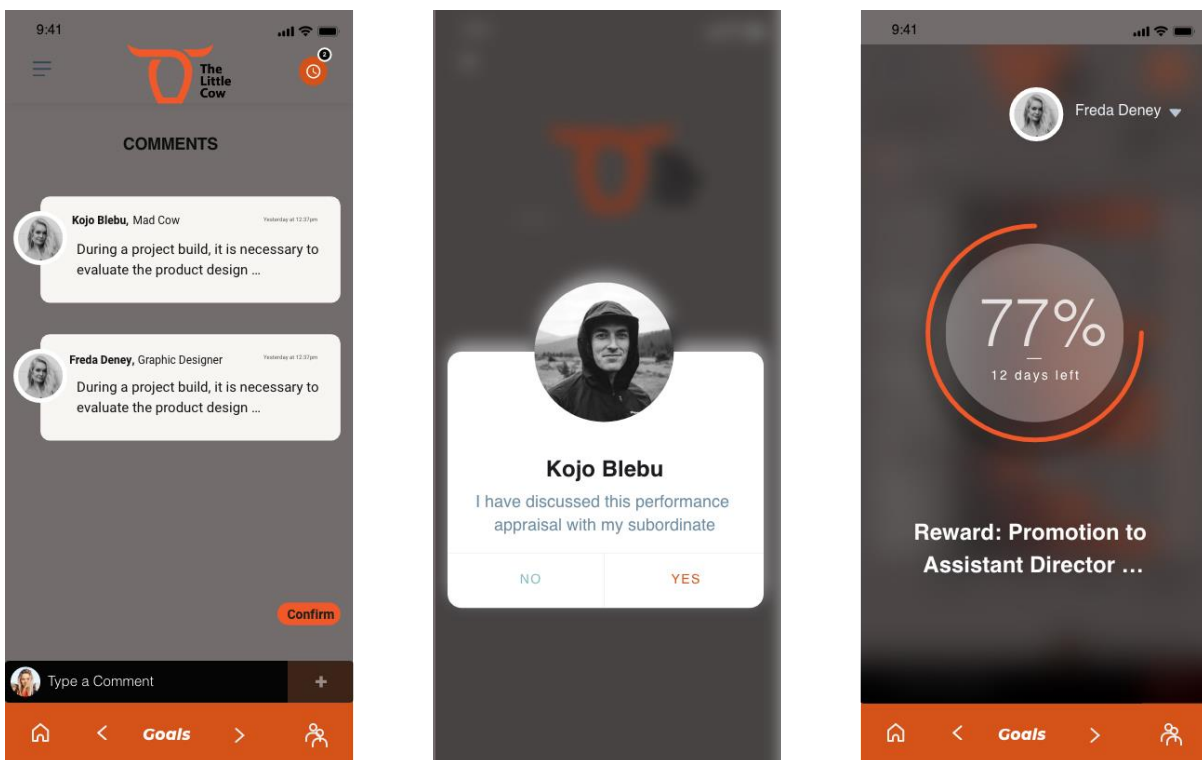 9:41
The
Little
Cow
2
COMMENTS
Kojo Blebu, Mad Cow
Yesterday at 12:37pm
During a project build, it is necessary to
evaluate the product design ...
Freda Deney, Graphic Designer
Yesterday at 12:37pm
During a project build, it is necessary to
evaluate the product design ...
Confirm
Type a Comment
+
< Goals >
Kojo Blebu
I have discussed this performance
appraisal with my subordinate
NO
YES
9:41
Freda Deney
77%
12 days left
Reward: Promotion to
Assistant Director ...
< Goals >